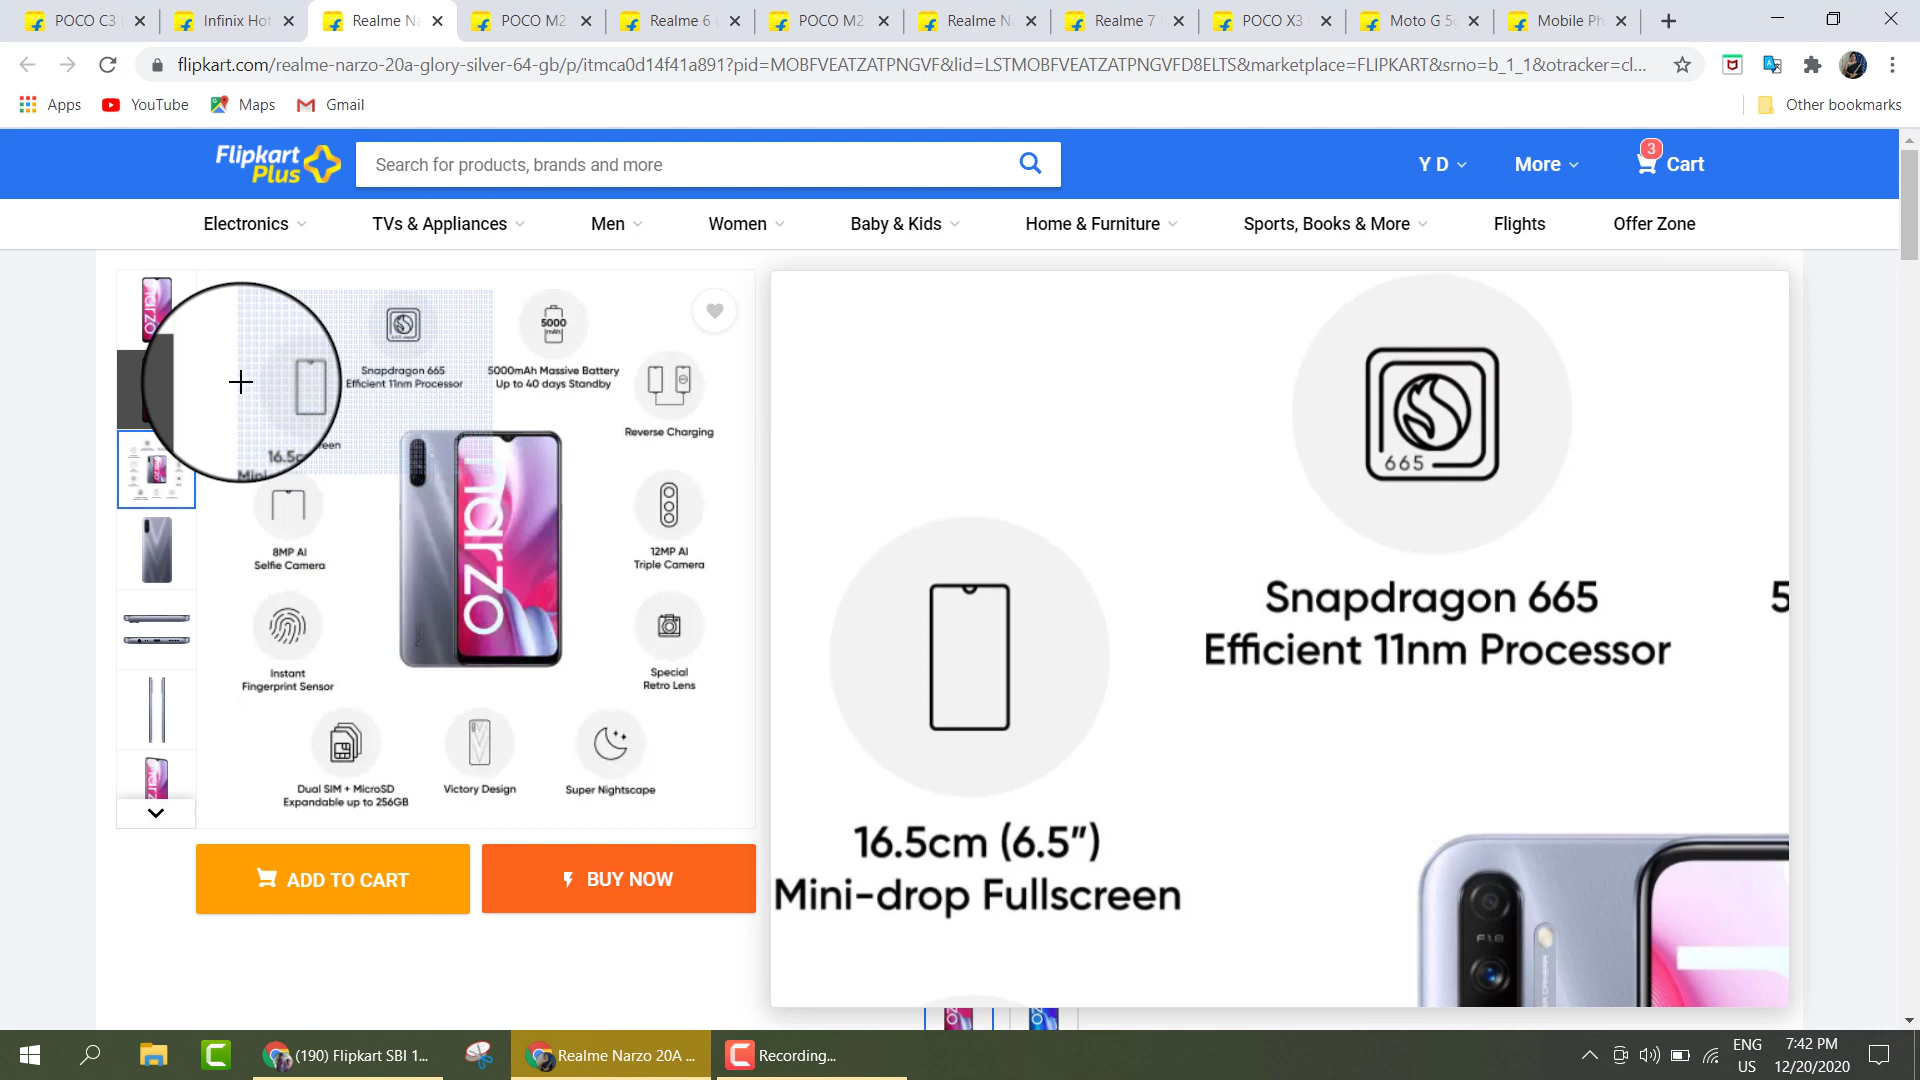 POCO C3
Infinix Hot
Realme Na
POCO M2
Realme 6
POCO M2
Realme N
Realme 7
POCO X3
Moto G 5
Mobile Ph
flipkart.com/realme-narzo-20a-glory-silver-64-gb/p/itmca0d14f41a891?pid=MOBFVEATZATPNGVF&lid=LSTMOBFVEATZATPNGVFD8ELTS&marketplace=FLIPKART&srno=b_1_1&otracker=cl...
Apps
YouTube
Maps
Gmail
Other bookmarks
Flipkart
Plus
Search for products, brands and more
Y D
More
3
Cart
Electronics
TVs & Appliances
Men
Women
Baby & Kids
Home & Furniture
Sports, Books & More
Flights
Offer Zone
Snapdragon 665
Efficient 11nm Processor
5000
mAh
5000mAh Massive Battery
Up to 40 days Standby
Reverse Charging
8MP AI
Selfie Camera
12MP AI
Triple Camera
Instant
Fingerprint Sensor
Special
Retro Lens
Dual SIM + MicroSD
Expandable up to 256GB
Victory Design
Super Nightscape
narzo
ADD TO CART
BUY NOW
665
Snapdragon 665
Efficient 11nm Processor
5
16.5cm (6.5”)
Mini-drop Fullscreen
F1.8
(190) Flipkart SBI 1...
Realme Narzo 20A ...
Recording...
ENG
US
7:42 PM
12/20/2020